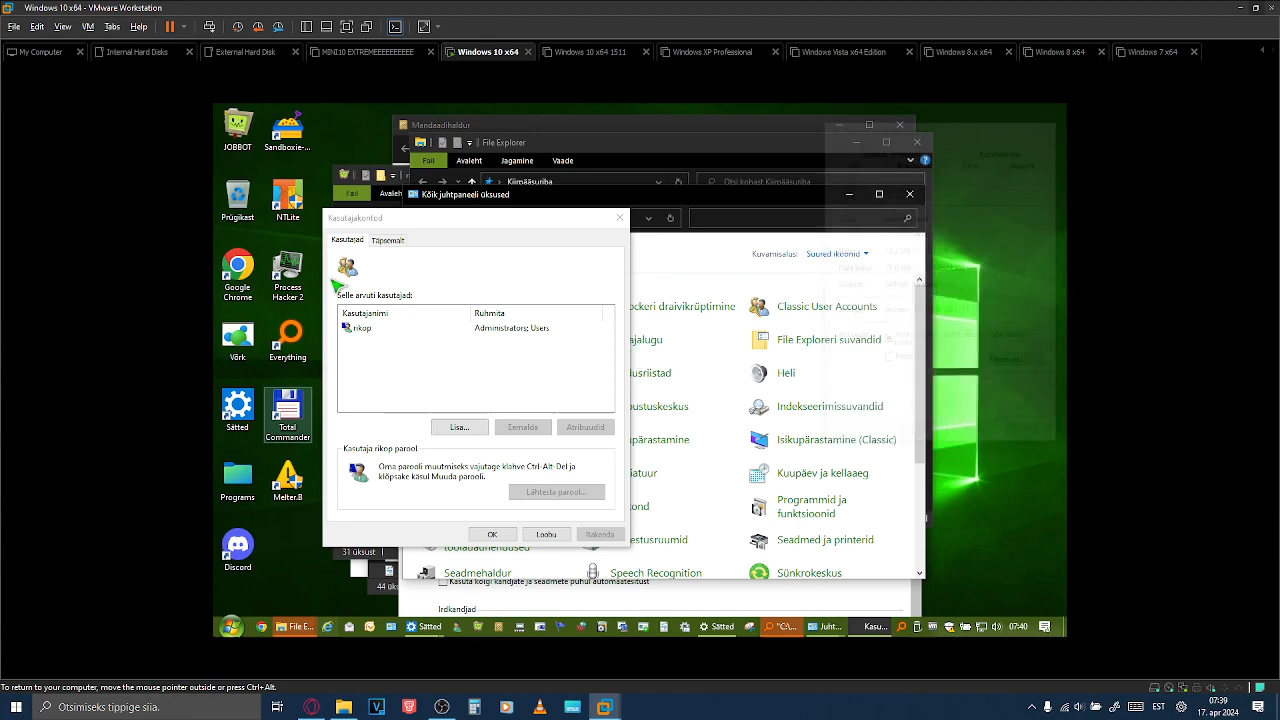 Windows 10 x64 - VMware Workstation
File Edit View VM Tabs Help
My Computer
Internal Hard Disks
External Hard Disk
MIN10 EXTREMEEEEEEEEE
Windows 10 x64
Windows 10 x64 1511
Windows XP Professional
Windows Vista x64 Edition
Windows 8.x x64
Windows 8 x64
Windows 7 x64
JOBBOT
Sandboxie-...
Prügikast
NTLite
Google Chrome
Process Hacker 2
Võrk
Everything
Sätted
Total Commander
Programs
Melter.B
Discord
Mandaadihaldur
File Explorer
Fail Avaleht Jagamine Vaade
Kiirpääsuriba
Otsi kohast Kiirpääsuriba
Fail Avaleh
Kõik juhtpaneeli üksused
Kuvamisalus: Suured ikoonid
Classic User Accounts
File Exploreri suvandid
Heli
Indekseerimissuvandid
Isikupärastamine (Classic)
Kuupäev ja kellaaeg
Programmid ja funktsioonid
Seadmed ja printerid
Seadmehaldur
Speech Recognition
Sünkrokeskus
Kasutajakontod
Kasutajad Täpsemalt
Selle arvuti kasutajad:
Kasutajanimi Rühmita
rikop Administrators; Users
Lisa... Eemalda Atribuudid
Kasutaja rikop parool
Oma parooli muutmiseks vajutage klahve Ctrl-Alt-Del ja
klõpsake käsul Muuda parooli.
Lähtesta parool...
OK Loobu Rakenda
31 üksust
44 üks
Kasuta kõigi kandjate ja seadmete puhul automaatesitust
Irdkandjad
File E... Sätted Sätted "C:\... Juht... Kasu... 07:40
To return to your computer, move the mouse pointer outside or press Ctrl+Alt.
Otsimiseks tippige siia.
EST
07:39
17. apr 2024